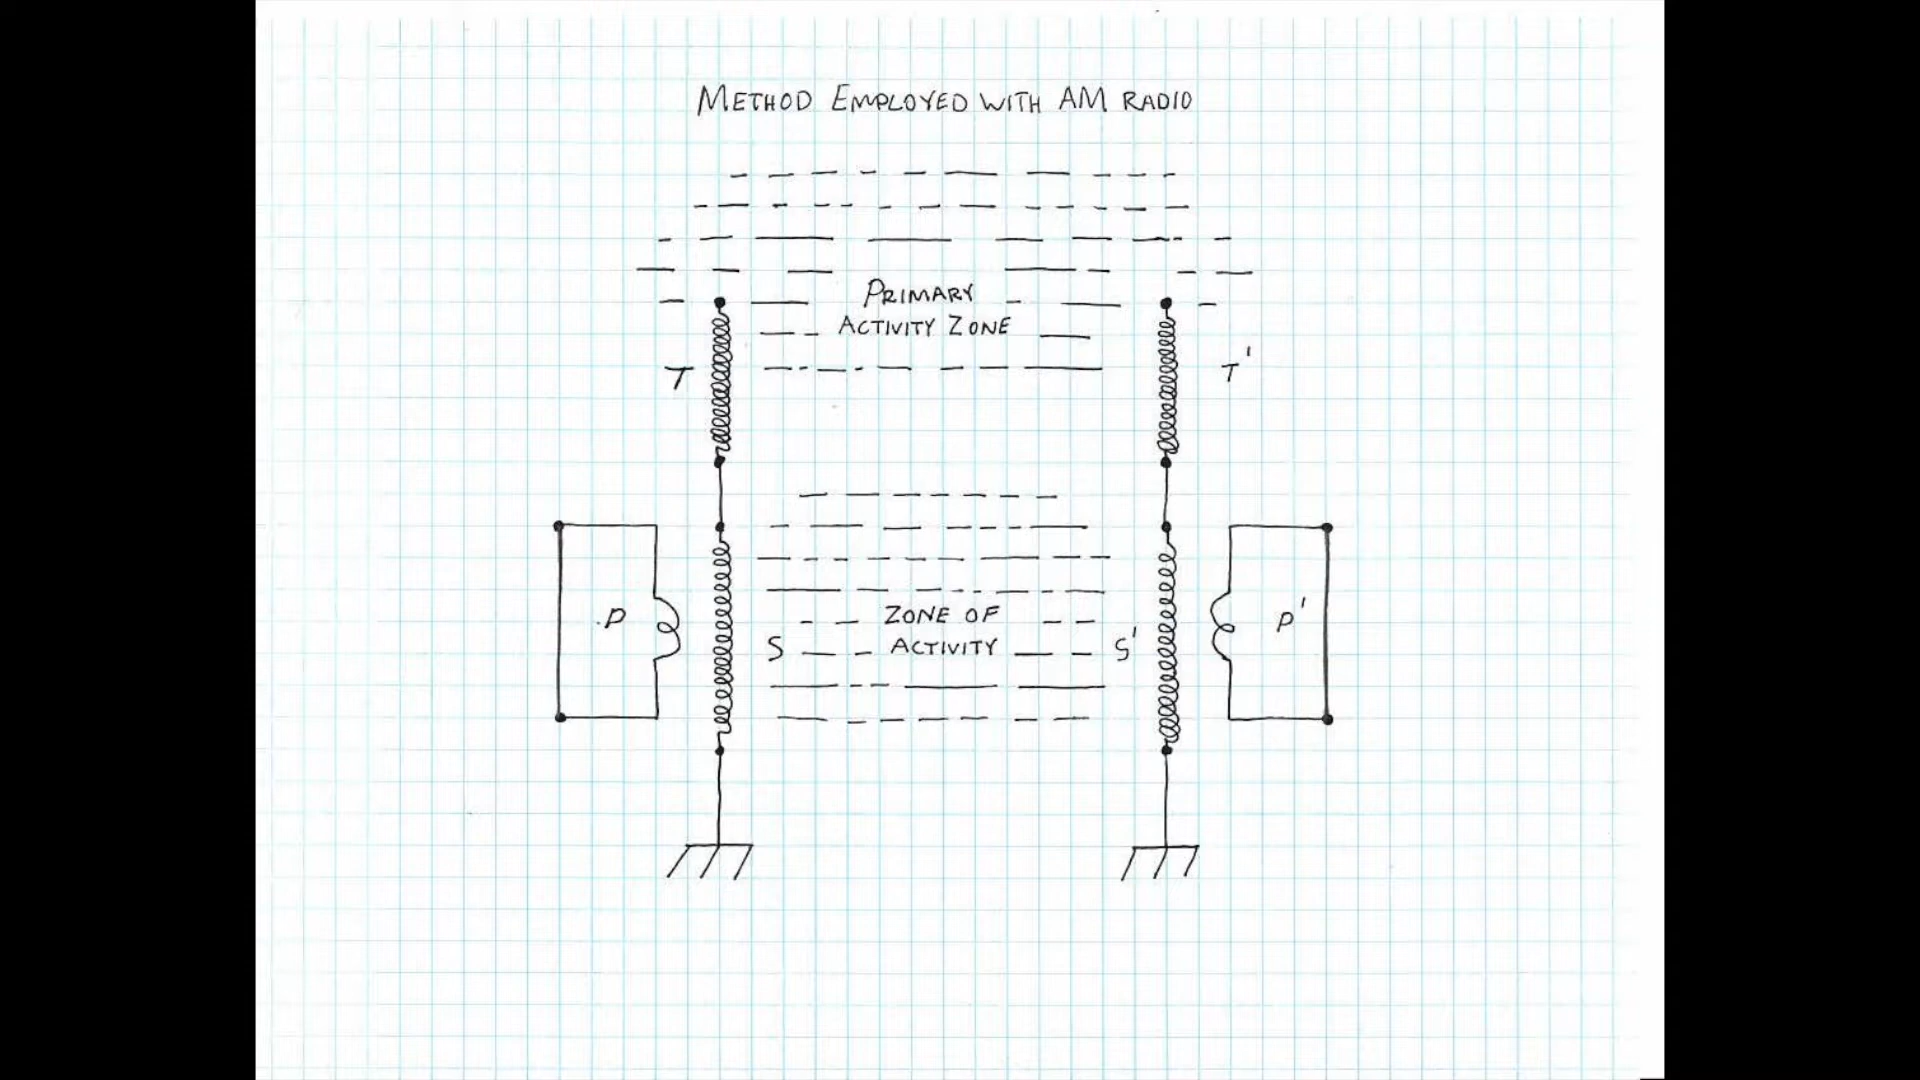 METHOD EMPLOYED WITH AM RADIO
PRIMARY
ACTIVITY ZONE
T
T'
P
ZONE OF
P'
S
ACTIVITY
S'